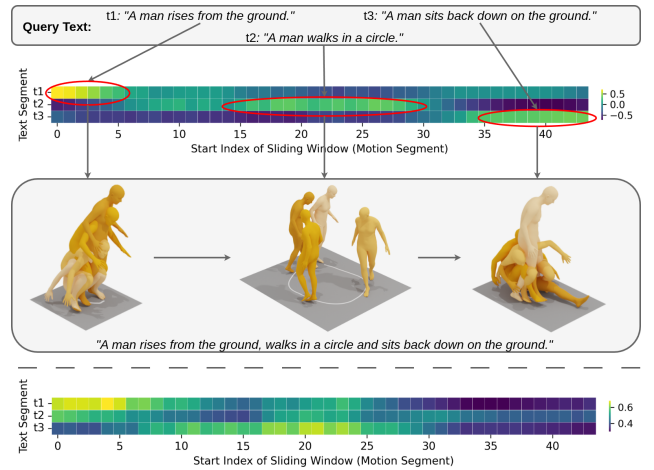 t1: "A man rises from the ground."
t3: "A man sits back down on the ground."
Query Text:
t2: "A man walks in a circle."
Text Segment
t1
t2
t3
0.5
0.0
−0.5
0 5 10 15 20 25 30 35 40
Start Index of Sliding Window (Motion Segment)
"A man rises from the ground, walks in a circle and sits back down on the ground."
Text Segment
t1
t2
t3
0.6
0.4
0 5 10 15 20 25 30 35 40
Start Index of Sliding Window (Motion Segment)